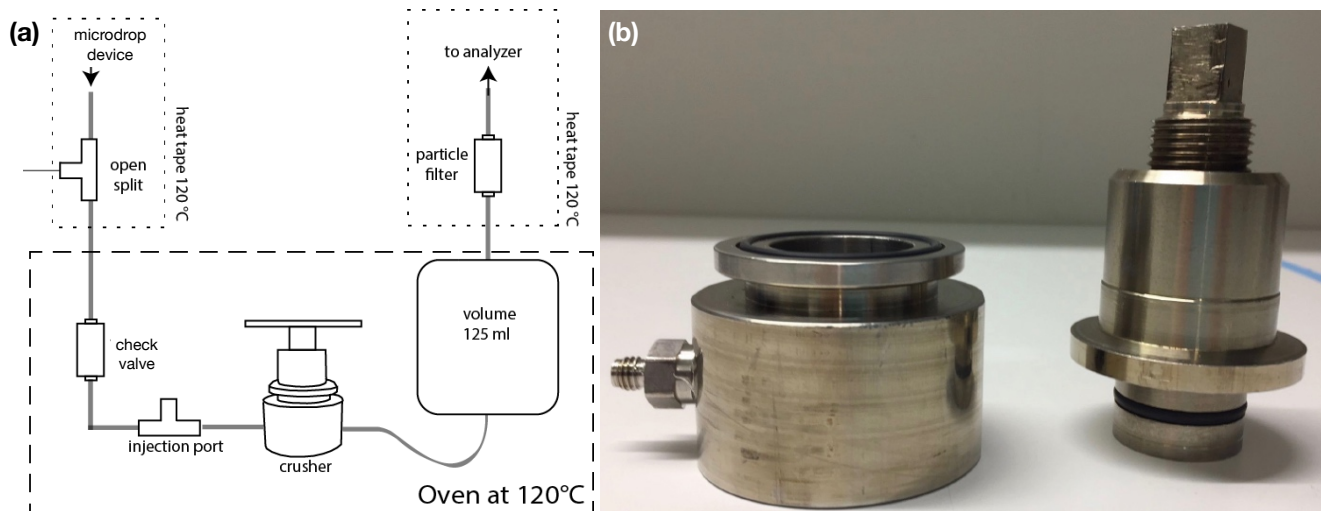 (a)
microdrop
device
open
split
heat tape 120 °C
to analyzer
particle
filter
heat tape 120 °C
check
valve
injection port
crusher
volume
125 ml
Oven at 120°C
(b)